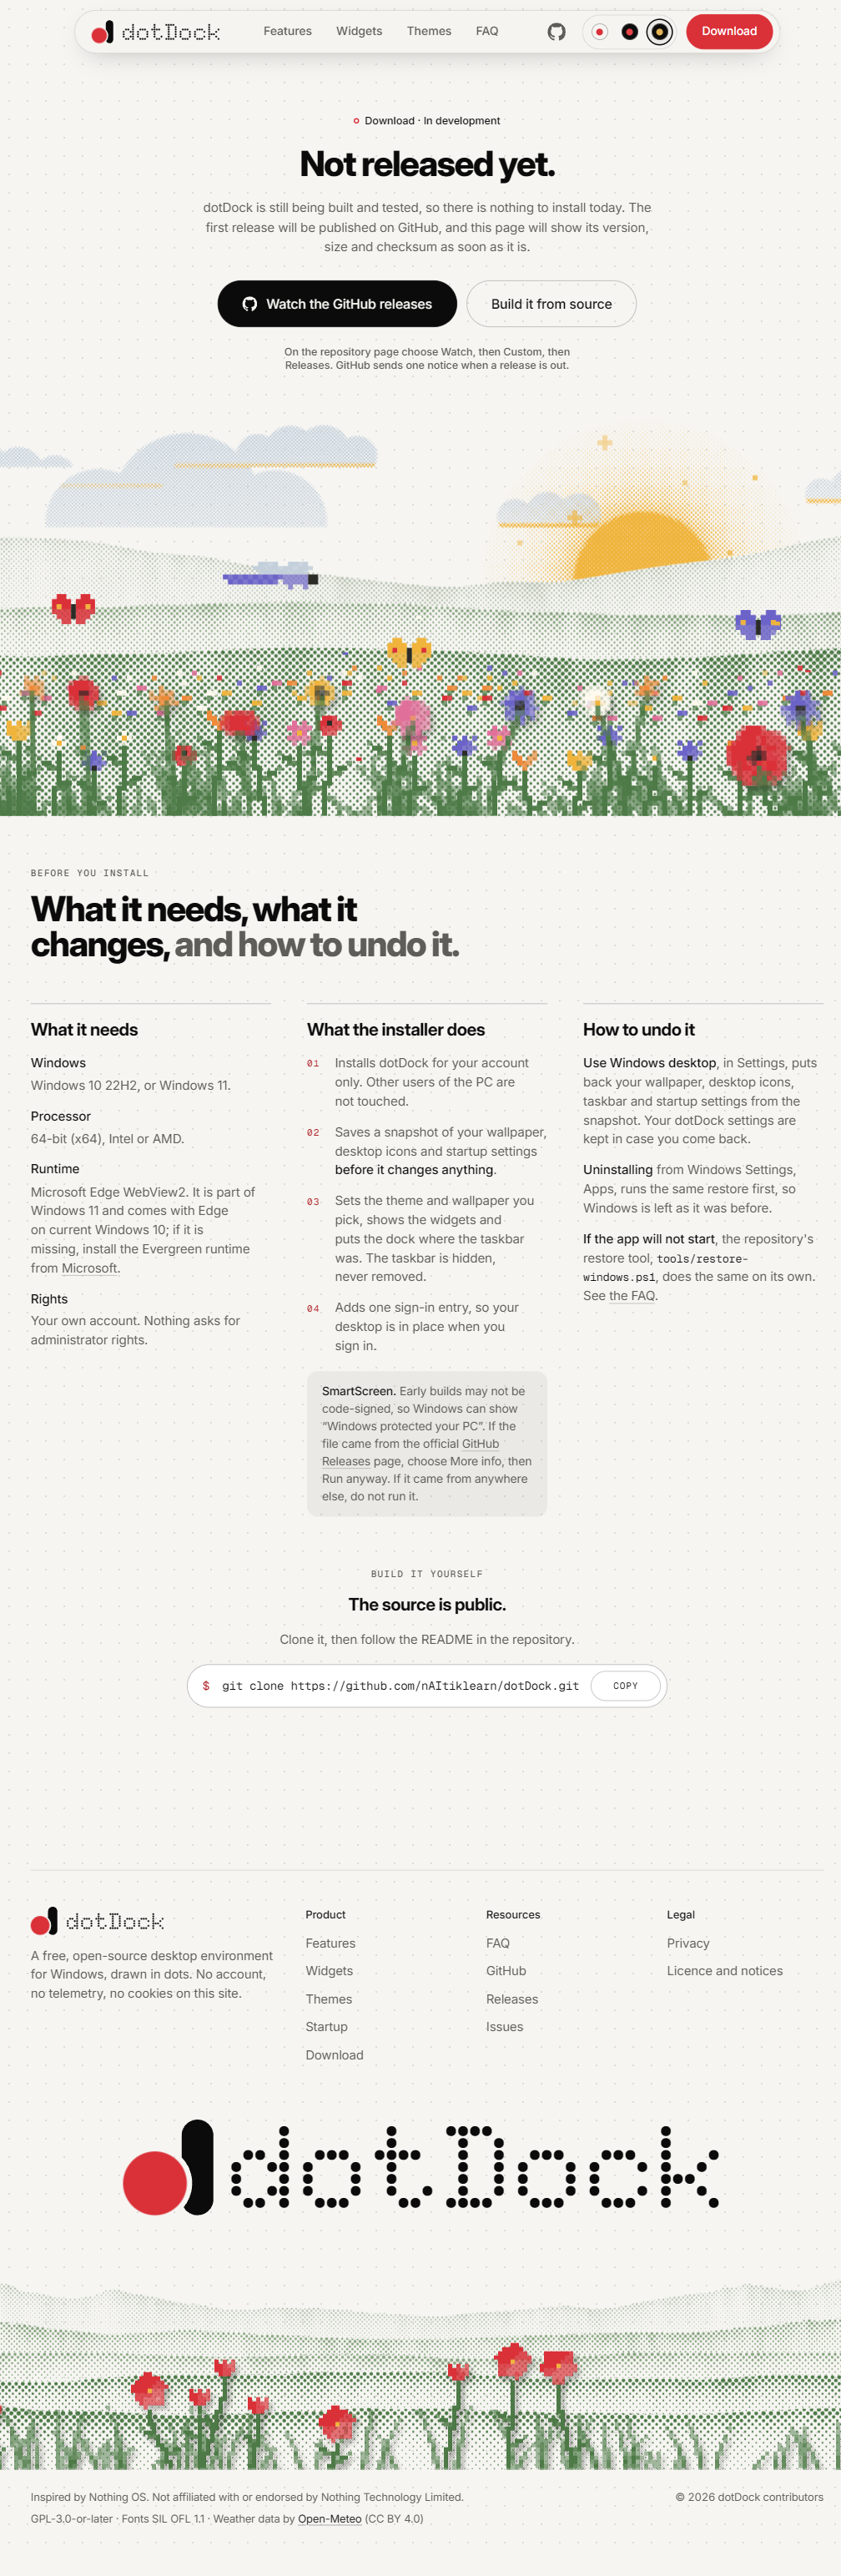 dotDock
Features
Widgets
Themes
FAQ
Download
Download · In development
Not released yet.
dotDock is still being built and tested, so there is nothing to install today. The
first release will be published on GitHub, and this page will show its version,
size and checksum as soon as it is.
Watch the GitHub releases
Build it from source
On the repository page choose Watch, then Custom, then
Releases. GitHub sends one notice when a release is out.
BEFORE YOU INSTALL
What it needs, what it
changes, and how to undo it.
What it needs
Windows
Windows 10 22H2, or Windows 11.
Processor
64-bit (x64), Intel or AMD.
Runtime
Microsoft Edge WebView2. It is part of
Windows 11 and comes with Edge
on current Windows 10; if it is
missing, install the Evergreen runtime
from Microsoft.
Rights
Your own account. Nothing asks for
administrator rights.
What the installer does
01 Installs dotDock for your account
only. Other users of the PC are
not touched.
02 Saves a snapshot of your wallpaper,
desktop icons and startup settings
before it changes anything.
03 Sets the theme and wallpaper you
pick, shows the widgets and
puts the dock where the taskbar
was. The taskbar is hidden,
never removed.
04 Adds one sign-in entry, so your
desktop is in place when you
sign in.
SmartScreen. Early builds may not be
code-signed, so Windows can show
“Windows protected your PC”. If the
file came from the official GitHub
Releases page, choose More info, then
Run anyway. If it came from anywhere
else, do not run it.
How to undo it
Use Windows desktop, in Settings, puts
back your wallpaper, desktop icons,
taskbar and startup settings from the
snapshot. Your dotDock settings are
kept in case you come back.
Uninstalling from Windows Settings,
Apps, runs the same restore first, so
Windows is left as it was before.
If the app will not start, the repository's
restore tool, tools/restore-
windows.ps1, does the same on its own.
See the FAQ.
BUILD IT YOURSELF
The source is public.
Clone it, then follow the README in the repository.
$ git clone https://github.com/nAItiklearn/dotDock.git
COPY
dotDock
A free, open-source desktop environment
for Windows, drawn in dots. No account,
no telemetry, no cookies on this site.
Product
Features
Widgets
Themes
Startup
Download
Resources
FAQ
GitHub
Releases
Issues
Legal
Privacy
Licence and notices
dotDock
Inspired by Nothing OS. Not affiliated with or endorsed by Nothing Technology Limited.
© 2026 dotDock contributors
GPL-3.0-or-later · Fonts SIL OFL 1.1 · Weather data by Open-Meteo (CC BY 4.0)